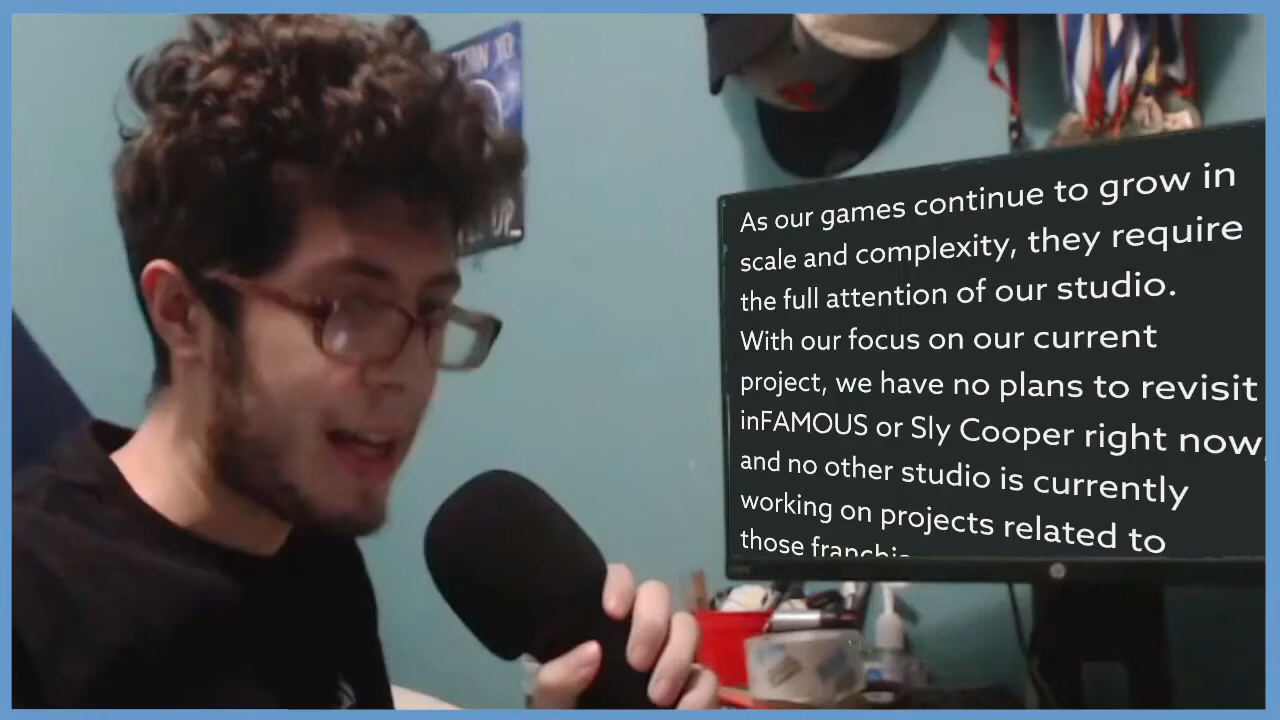 As our games continue to grow in
scale and complexity, they require
the full attention of our studio.
With our focus on our current
project, we have no plans to revisit
inFAMOUS or Sly Cooper right now,
and no other studio is currently
working on projects related to
those franchis